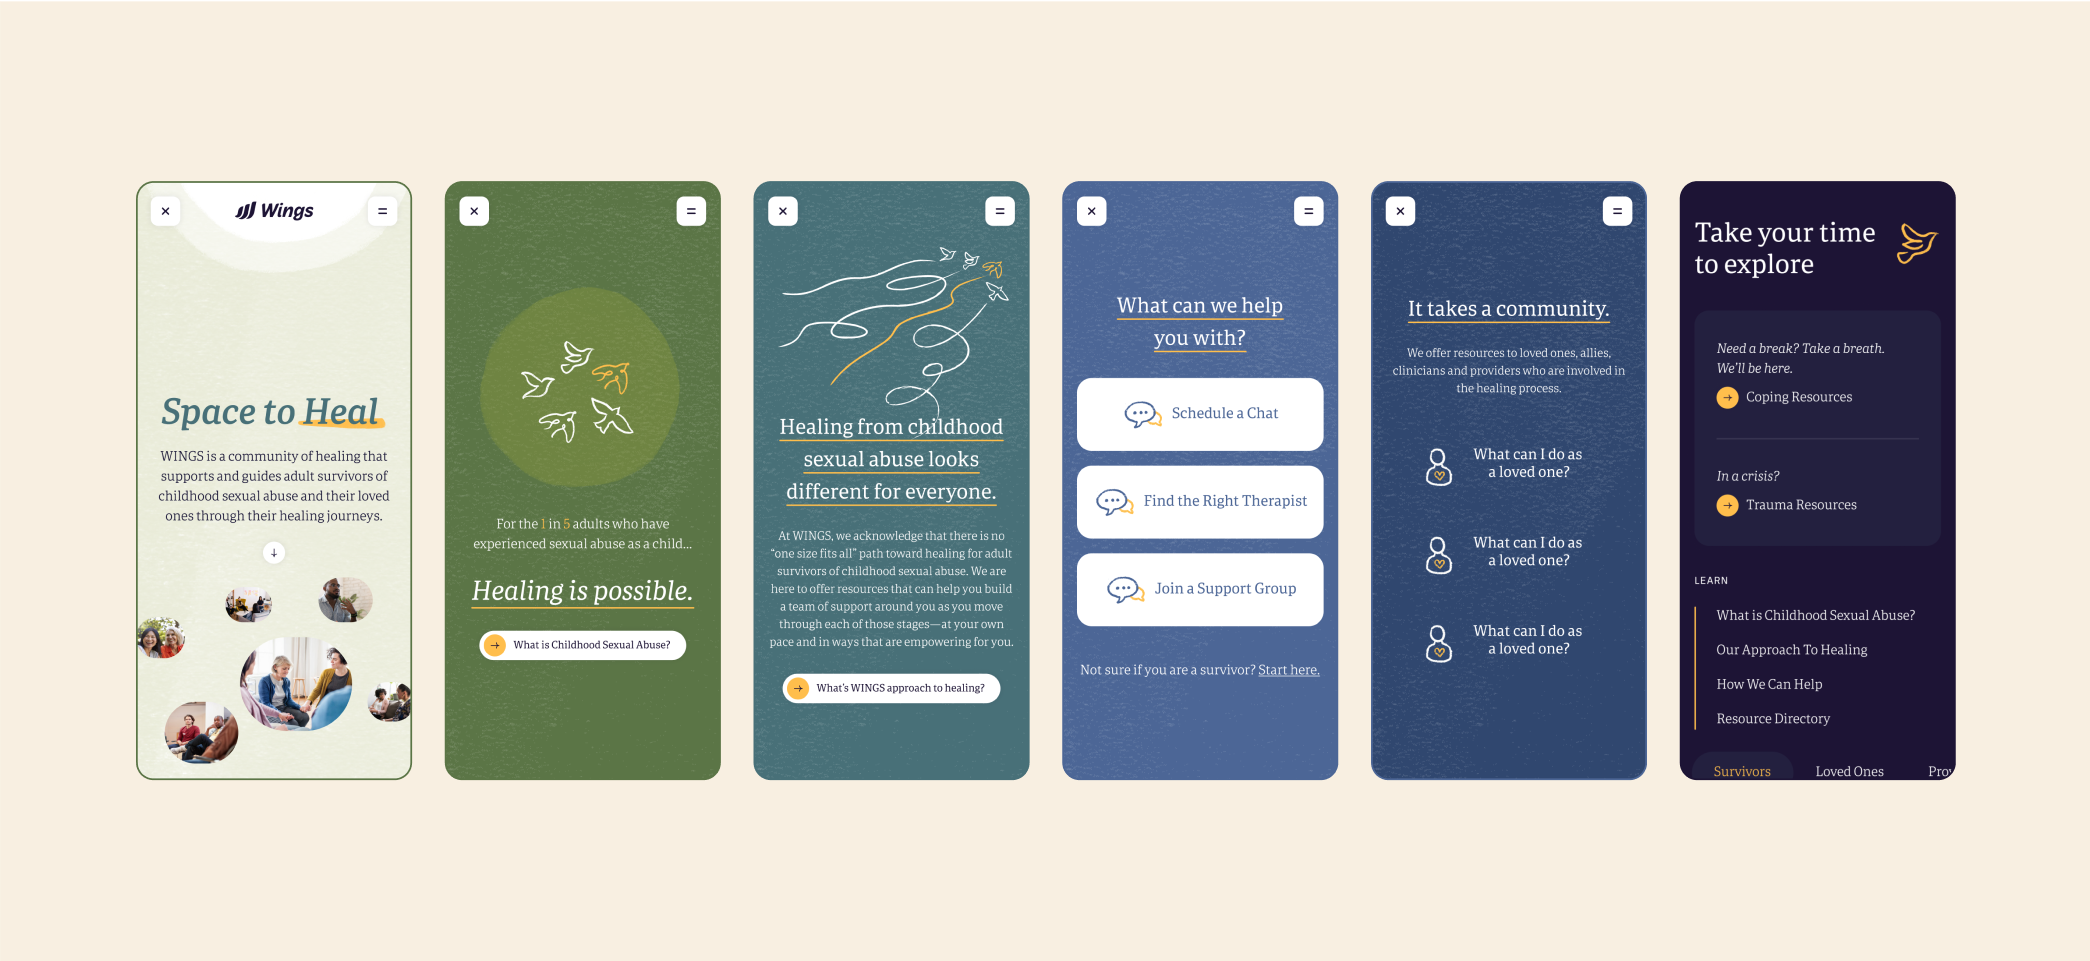 Wings
Space to Heal
WINGS is a community of healing that
supports and guides adult survivors of
childhood sexual abuse and their loved
ones through their healing journeys.
For the 1 in 5 adults who have
experienced sexual abuse as a child...
Healing is possible.
What is Childhood Sexual Abuse?
Healing from childhood
sexual abuse looks
different for everyone.
At WINGS, we acknowledge that there is no
"one size fits all" path toward healing for adult
survivors of childhood sexual abuse. We are
here to offer resources that can help you build
a team of support around you as you move
through each of those stages—at your own
pace and in ways that are empowering for you.
What's WINGS approach to healing?
What can we help
you with?
Schedule a Chat
Find the Right Therapist
Join a Support Group
Not sure if you are a survivor? Start here.
It takes a community.
We offer resources to loved ones, allies,
clinicians and providers who are involved in
the healing process.
What can I do as
a loved one?
What can I do as
a loved one?
What can I do as
a loved one?
Take your time
to explore
Need a break? Take a breath.
We'll be here.
Coping Resources
In a crisis?
Trauma Resources
LEARN
What is Childhood Sexual Abuse?
Our Approach To Healing
How We Can Help
Resource Directory
Survivors Loved Ones